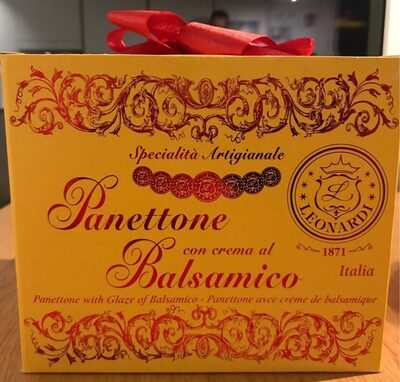 Specialità Artigianale
Panettone
con crema al
Balsamico
L
LEONARDI
1871
Italia
Panettone with Glaze of Balsamico - Panettone avec crème de balsamique